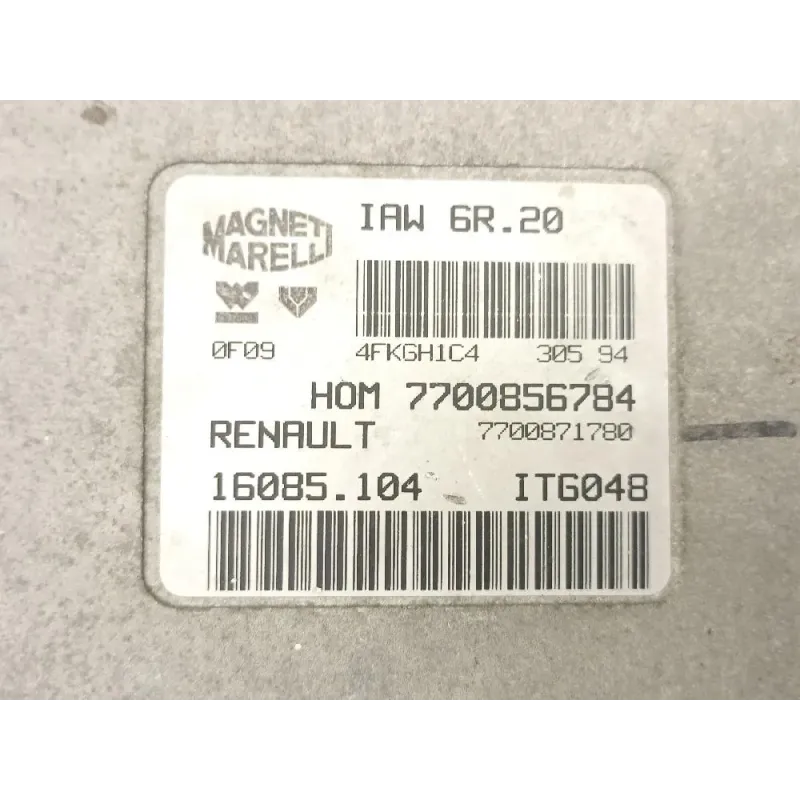 MAGNETI
MARELLI
IAW 6R.20
0F09
4FKGH1C4 305 94
HOM 7700856784
RENAULT 7700871780
16085.104 ITG048